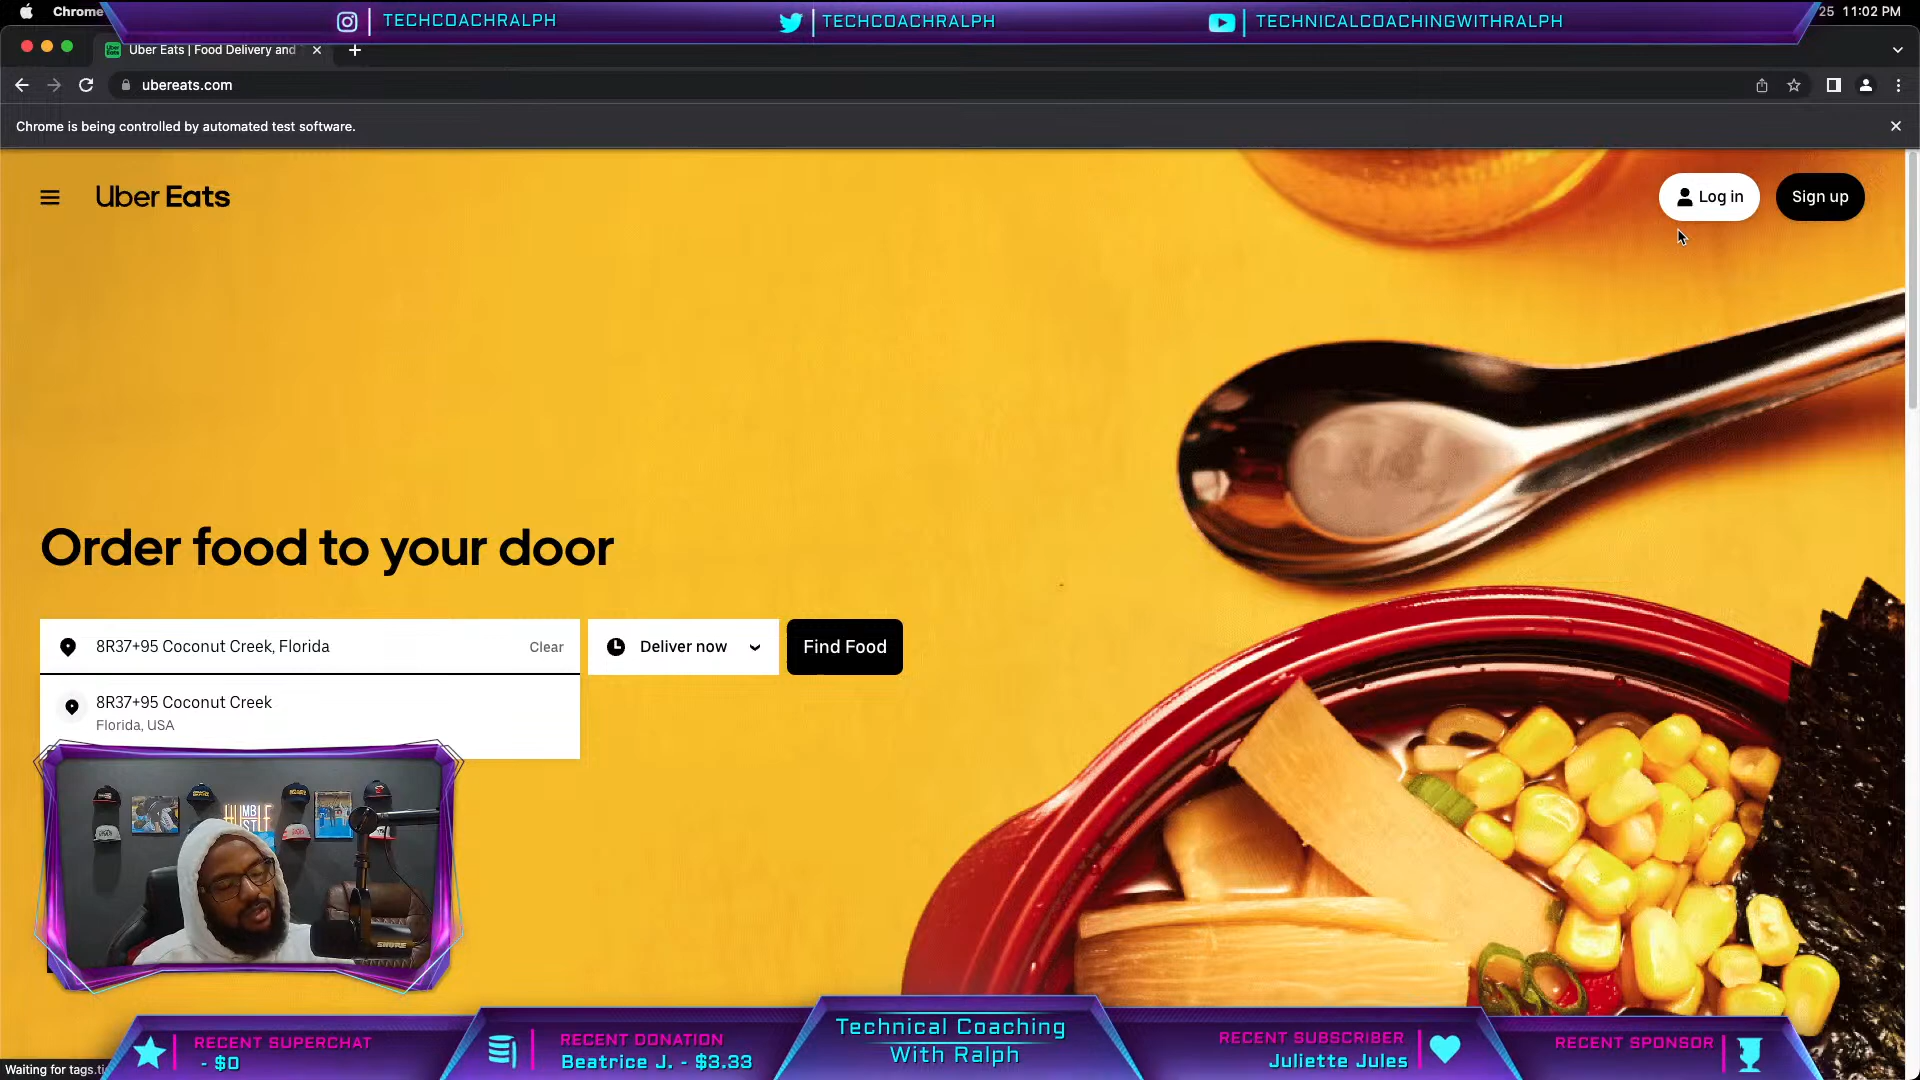 Chrome
TECHCOACHRALPH
TECHCOACHRALPH
TECHNICALCOACHINGWITHRALPH
25 11:02 PM
Uber Eats | Food Delivery and
ubereats.com
Chrome is being controlled by automated test software.
Uber Eats
Log in
Sign up
Order food to your door
8R37+95 Coconut Creek, Florida
Clear
Deliver now
Find Food
8R37+95 Coconut Creek
Florida, USA
SHURE
Waiting for tags.
RECENT SUPERCHAT
- $0
RECENT DONATION
Beatrice J. - $3.33
Technical Coaching
With Ralph
RECENT SUBSCRIBER
Juliette Jules
RECENT SPONSOR